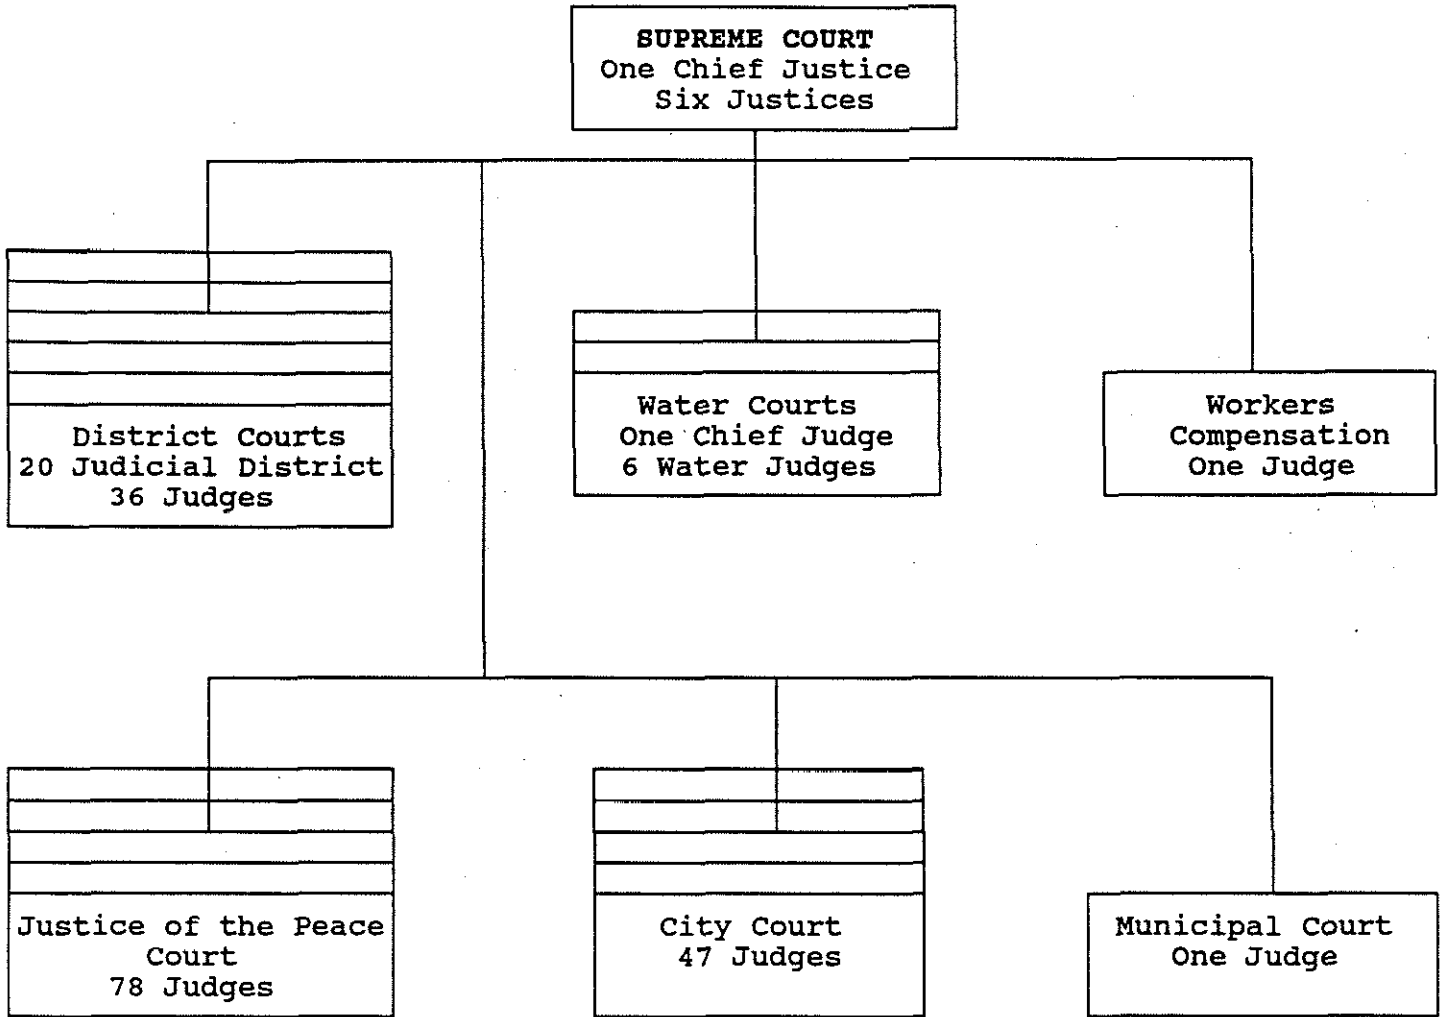 SUPREME COURT
One Chief Justice
Six Justices
District Courts
20 Judicial District
36 Judges
Water Courts
One Chief Judge
6 Water Judges
Workers
Compensation
One Judge
Justice of the Peace
Court
78 Judges
City Court
47 Judges
Municipal Court
One Judge